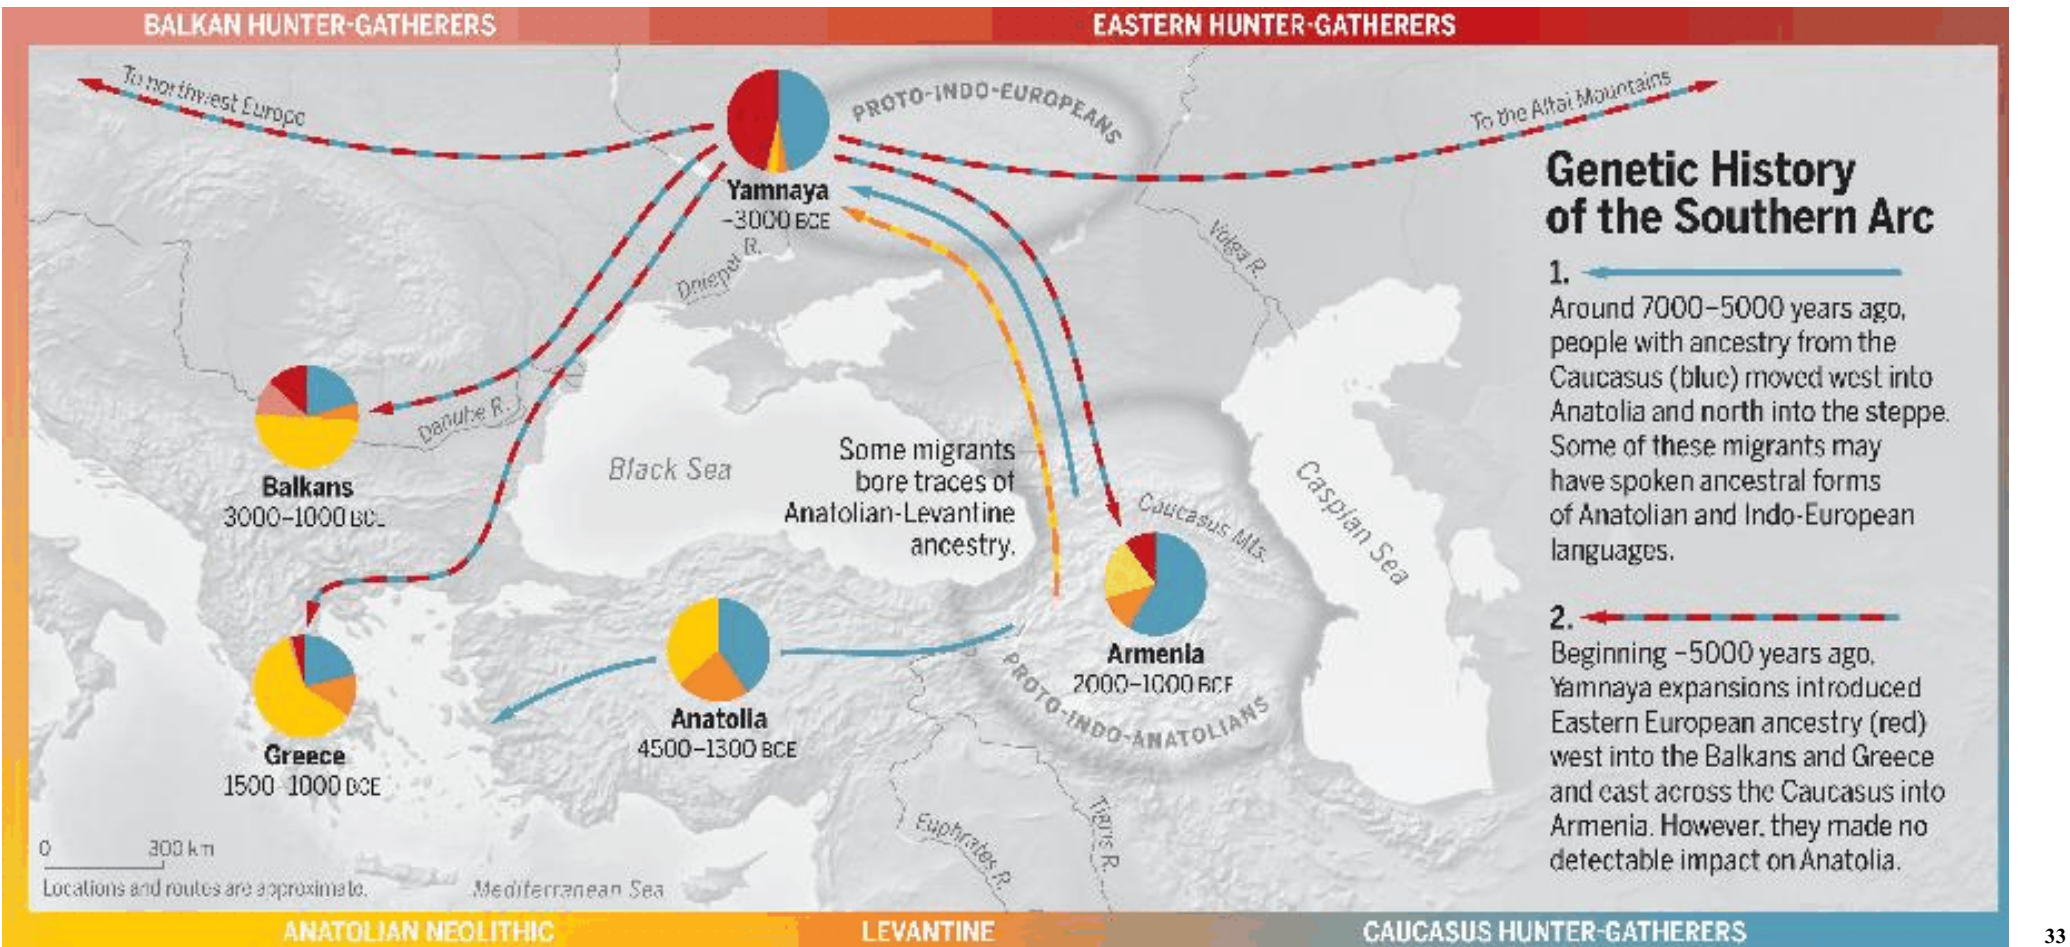 BALKAN HUNTER-GATHERERS
EASTERN HUNTER-GATHERERS
To northwest Europe
PROTO-INDO-EUROPEANS
To the Altai Mountains
Yamnaya
~3000 BCE
Dnieper R.
Volga R.
Genetic History
of the Southern Arc
1.
Around 7000–5000 years ago,
people with ancestry from the
Caucasus (blue) moved west into
Anatolia and north into the steppe.
Some of these migrants may
have spoken ancestral forms
of Anatolian and Indo-European
languages.
2.
Beginning ~5000 years ago,
Yamnaya expansions introduced
Eastern European ancestry (red)
west into the Balkans and Greece
and east across the Caucasus into
Armenia. However, they made no
detectable impact on Anatolia.
Danube R.
Balkans
3000–1000 BCE
Black Sea
Some migrants
bore traces of
Anatolian-Levantine
ancestry.
Caucasus Mts.
Caspian Sea
Armenia
2000–1000 BCE
PROTO-INDO-ANATOLIANS
Anatolia
4500–1300 BCE
Greece
1500–1000 BCE
Euphrates R.
Tigris R.
0 300 km
Locations and routes are approximate.
Mediterranean Sea
ANATOLIAN NEOLITHIC
LEVANTINE
CAUCASUS HUNTER-GATHERERS
33